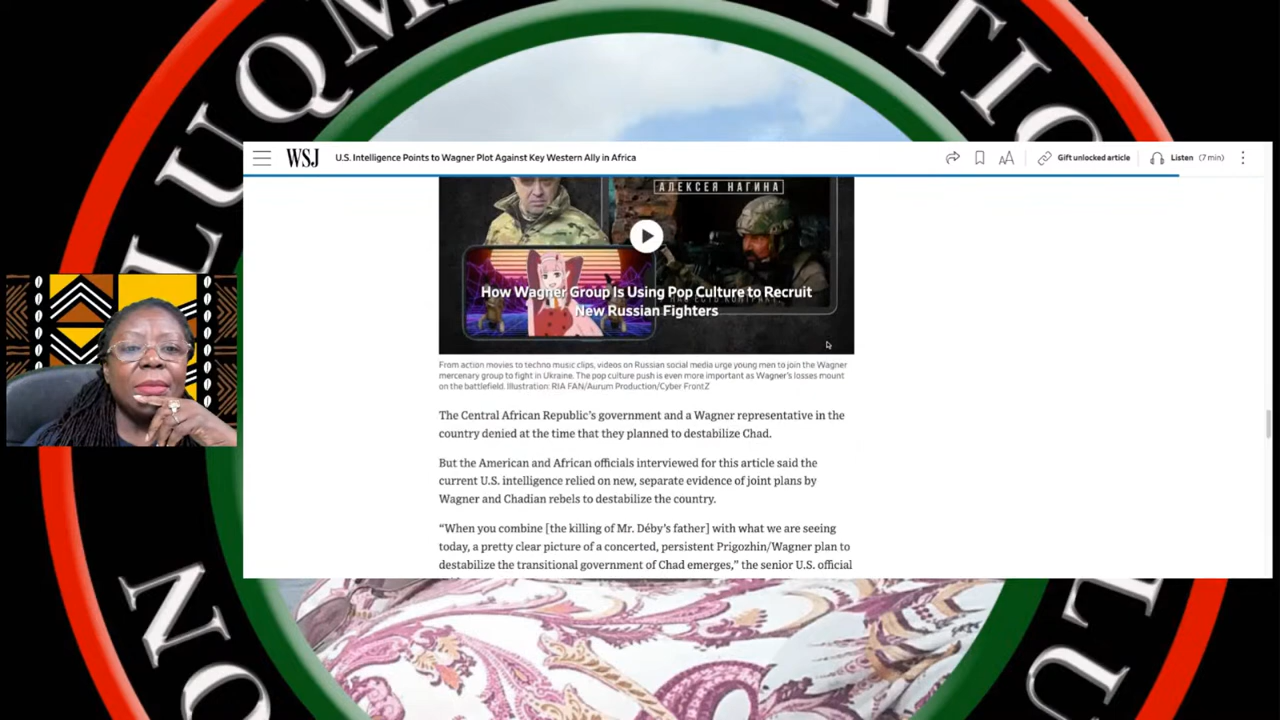 LUQM
ATIO
WSJ
U.S. Intelligence Points to Wagner Plot Against Key Western Ally in Africa
Gift unlocked article
Listen (7 min)
АЛЕКСЕЯ НАГИНА
How Wagner Group Is Using Pop Culture to Recruit
New Russian Fighters
From action movies to techno music clips, videos on Russian social media urge young men to join the Wagner
mercenary group to fight in Ukraine. The pop culture push is even more important as Wagner's losses mount
on the battlefield. Illustration: RIA FAN/Aurum Production/Cyber FrontZ
The Central African Republic's government and a Wagner representative in the
country denied at the time that they planned to destabilize Chad.
But the American and African officials interviewed for this article said the
current U.S. intelligence relied on new, separate evidence of joint plans by
Wagner and Chadian rebels to destabilize the country.
“When you combine [the killing of Mr. Déby's father] with what we are seeing
today, a pretty clear picture of a concerted, persistent Prigozhin/Wagner plan to
destabilize the transitional government of Chad emerges,” the senior U.S. official